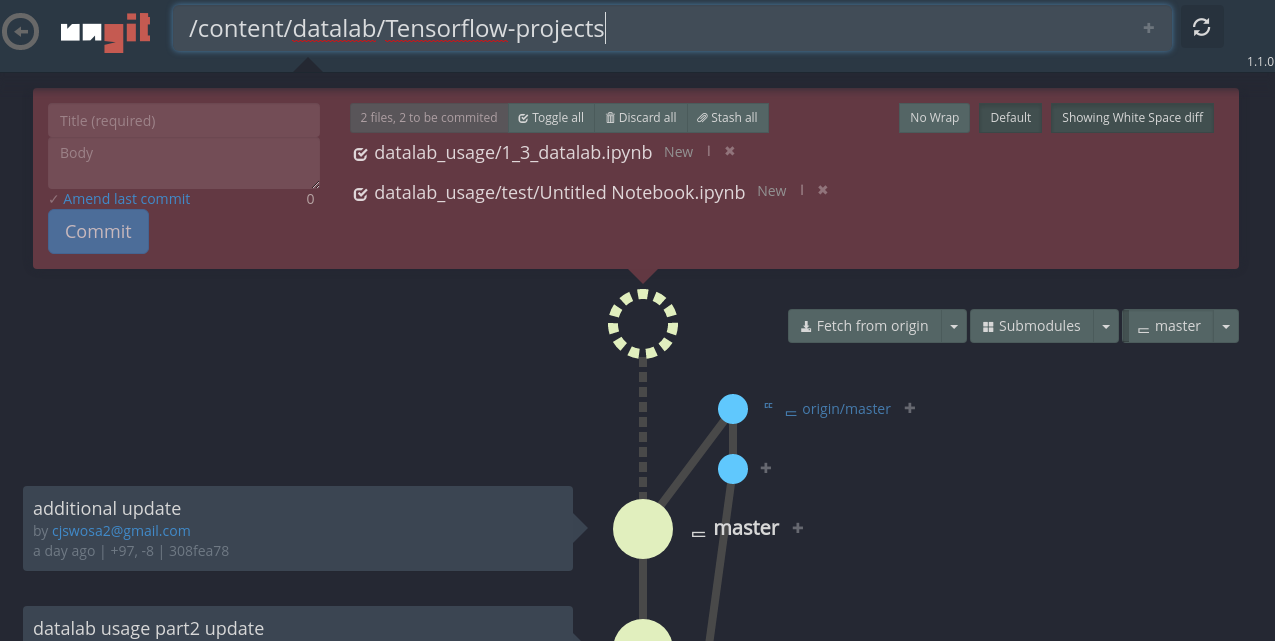 ungit /content/datalab/Tensorflow-projects
1.1.0
Title (required)
Body
✓ Amend last commit 0
Commit
2 files, 2 to be commited Toggle all Discard all Stash all No Wrap Default Showing White Space diff
datalab_usage/1_3_datalab.ipynb New | ✖
datalab_usage/test/Untitled Notebook.ipynb New | ✖
Fetch from origin Submodules master
origin/master +
+
additional update
by cjswosa2@gmail.com
a day ago | +97, -8 | 308fea78
master +
datalab usage part2 update